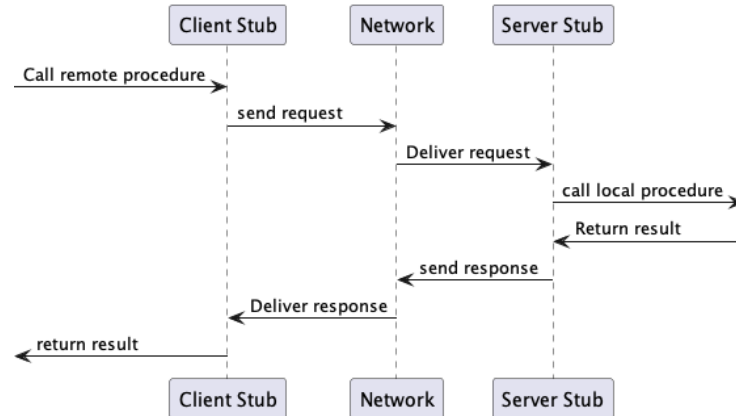 Client Stub Network Server Stub
Call remote procedure
send request
Deliver request
call local procedure
Return result
send response
Deliver response
return result
Client Stub Network Server Stub